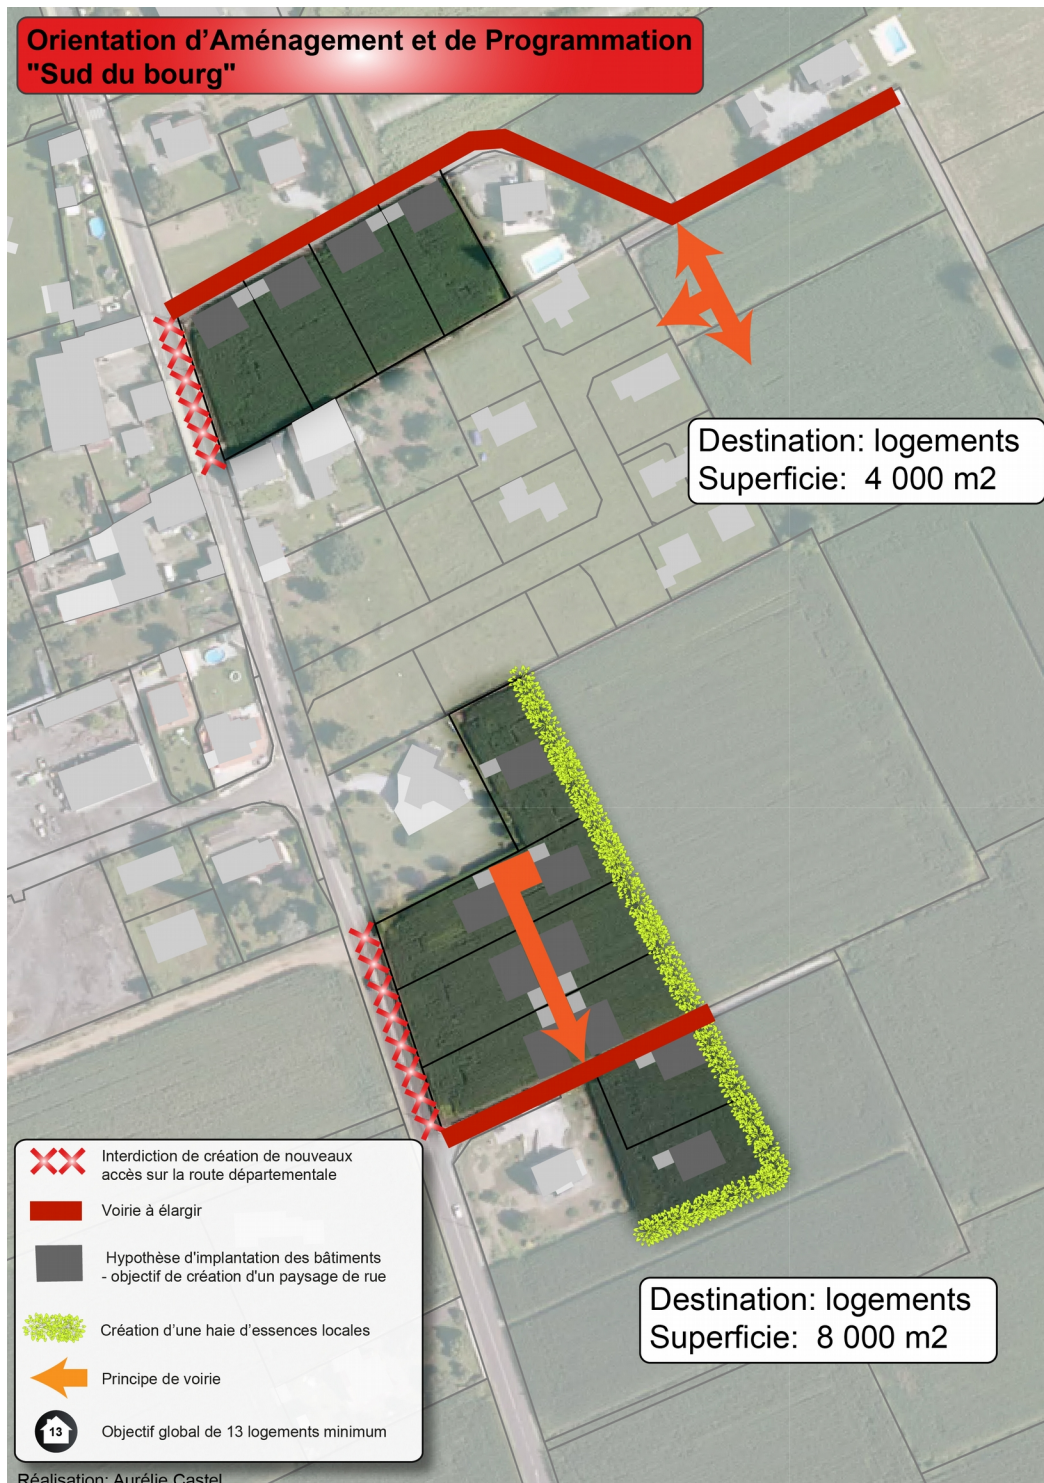 Orientation d'Aménagement et de Programmation
"Sud du bourg"
Destination: logements
Superficie: 4 000 m2
Destination: logements
Superficie: 8 000 m2
Interdiction de création de nouveaux
accès sur la route départementale
Voirie à élargir
Hypothèse d'implantation des bâtiments
- objectif de création d'un paysage de rue
Création d'une haie d'essences locales
Principe de voirie
13
Objectif global de 13 logements minimum
Réalisation: Aurélie Castel